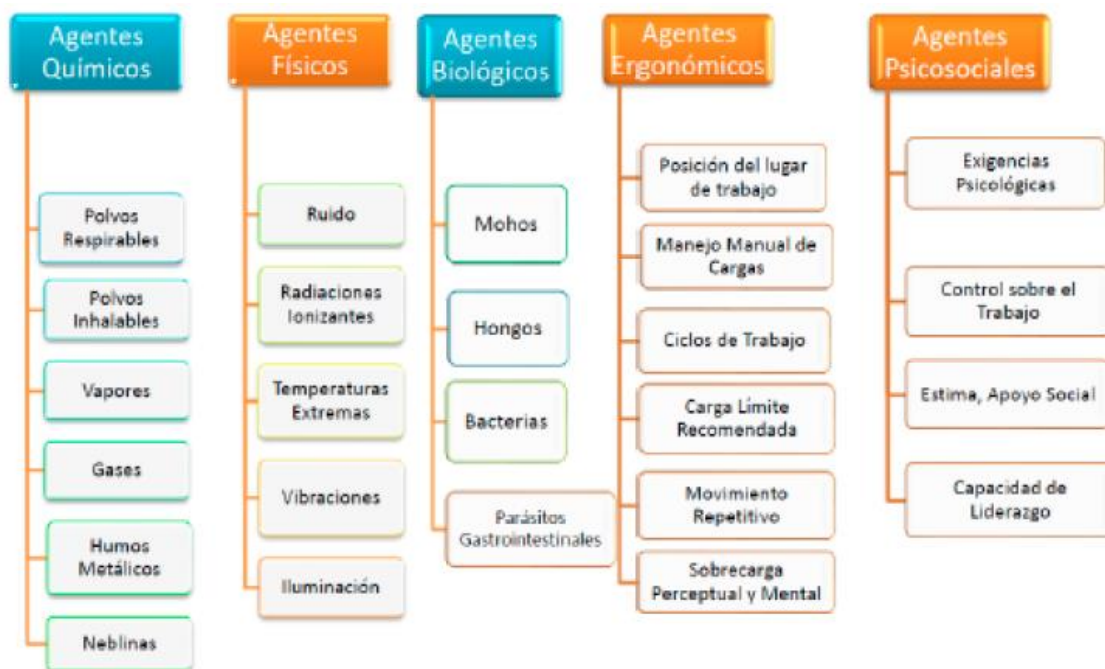 Agentes
Químicos
Polvos
Respirables
Polvos
Inhalables
Vapores
Gases
Humos
Metálicos
Neblinas
Agentes
Físicos
Ruido
Radiaciones
Ionizantes
Temperaturas
Extremas
Vibraciones
Iluminación
Agentes
Biológicos
Mohos
Hongos
Bacterias
Parásitos
Gastrointestinales
Agentes
Ergonómicos
Posición del lugar
de trabajo
Manejo Manual de
Cargas
Ciclos de Trabajo
Carga Límite
Recomendada
Movimiento
Repetitivo
Sobrecarga
Perceptual y Mental
Agentes
Psicosociales
Exigencias
Psicológicas
Control sobre el
Trabajo
Estima, Apoyo Social
Capacidad de
Liderazgo